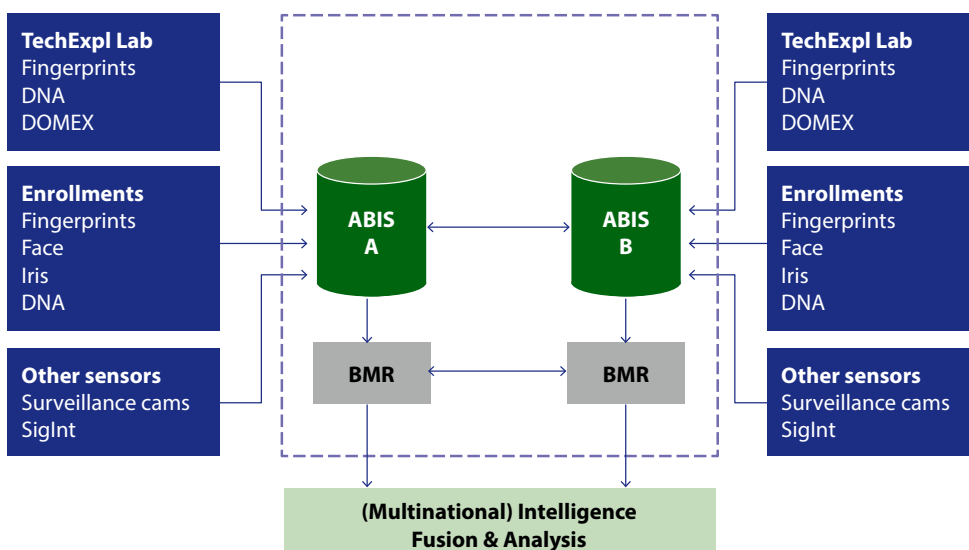 TechExpl Lab
Fingerprints
DNA
DOMEX
Enrollments
Fingerprints
Face
Iris
DNA
Other sensors
Surveillance cams
SigInt
ABIS
A
ABIS
B
BMR
BMR
TechExpl Lab
Fingerprints
DNA
DOMEX
Enrollments
Fingerprints
Face
Iris
DNA
Other sensors
Surveillance cams
SigInt
(Multinational) Intelligence
Fusion & Analysis